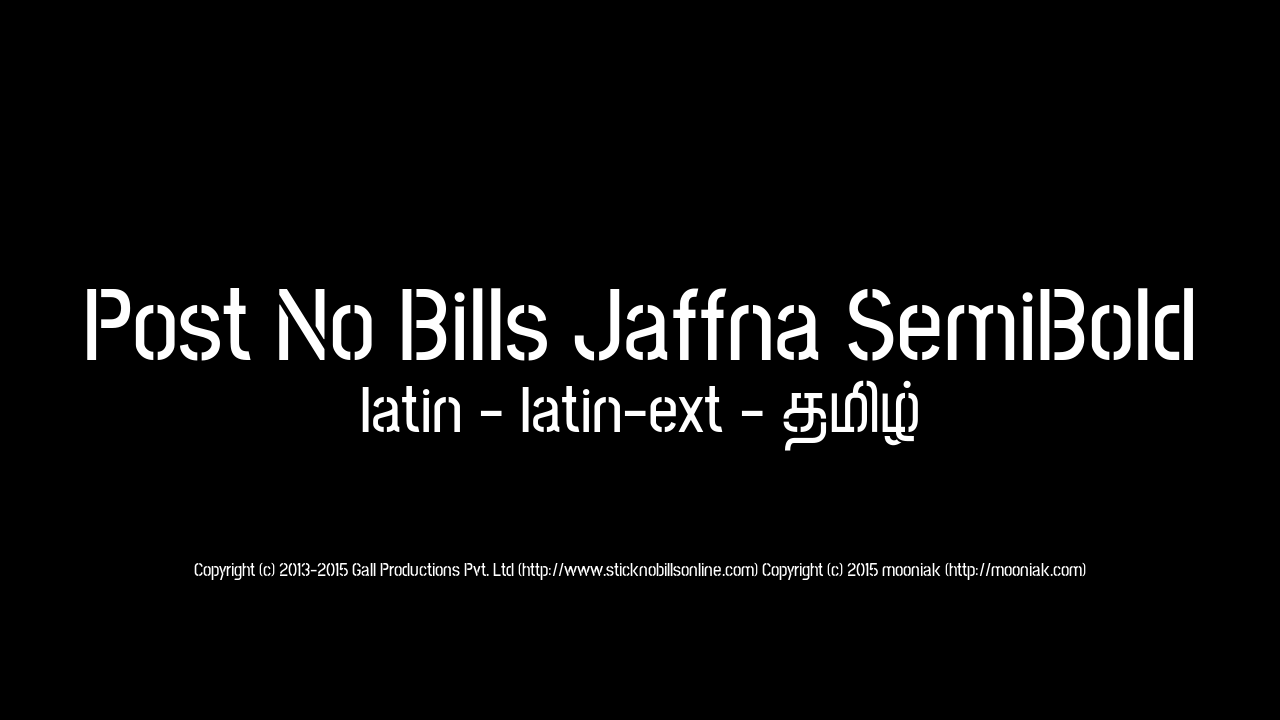 Post No Bills Jaffna SemiBold
latin - latin-ext - தமிழ்
Copyright (c) 2013-2015 Gall Productions Pvt. Ltd (http://www.sticknobillsonline.com) Copyright (c) 2015 mooniak (http://mooniak.com)